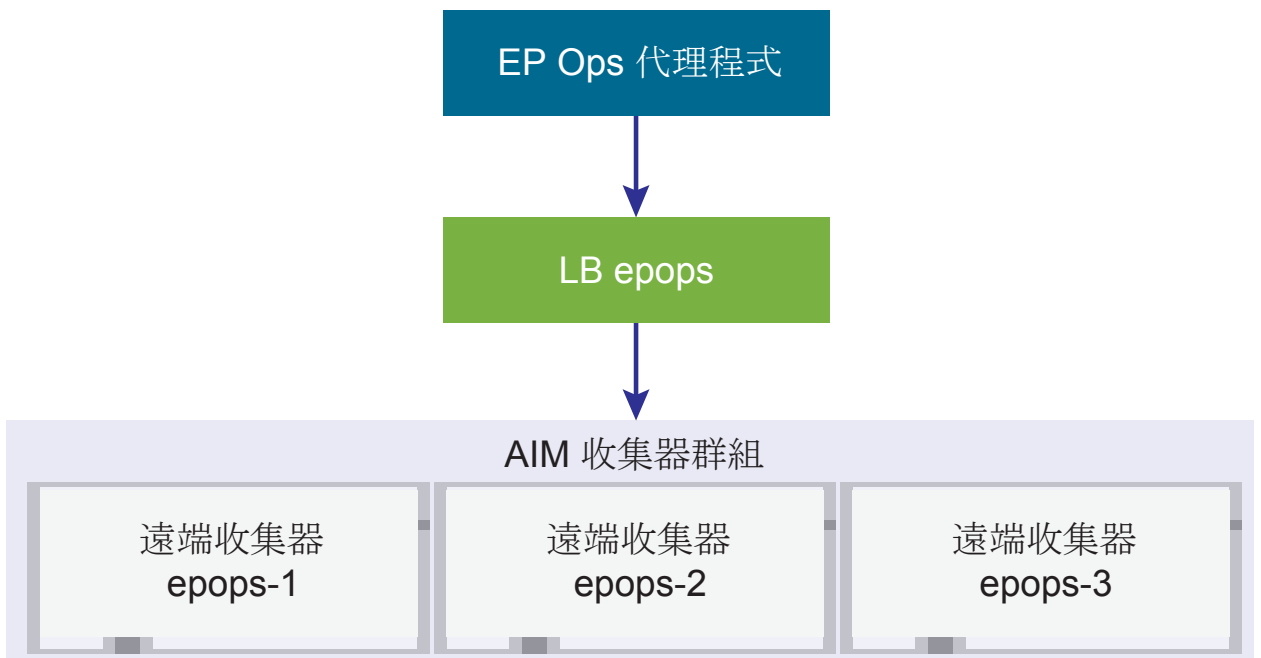 EP Ops 代理程式
LB epops
AIM 收集器群組
遠端收集器
epops-1
遠端收集器
epops-2
遠端收集器
epops-3